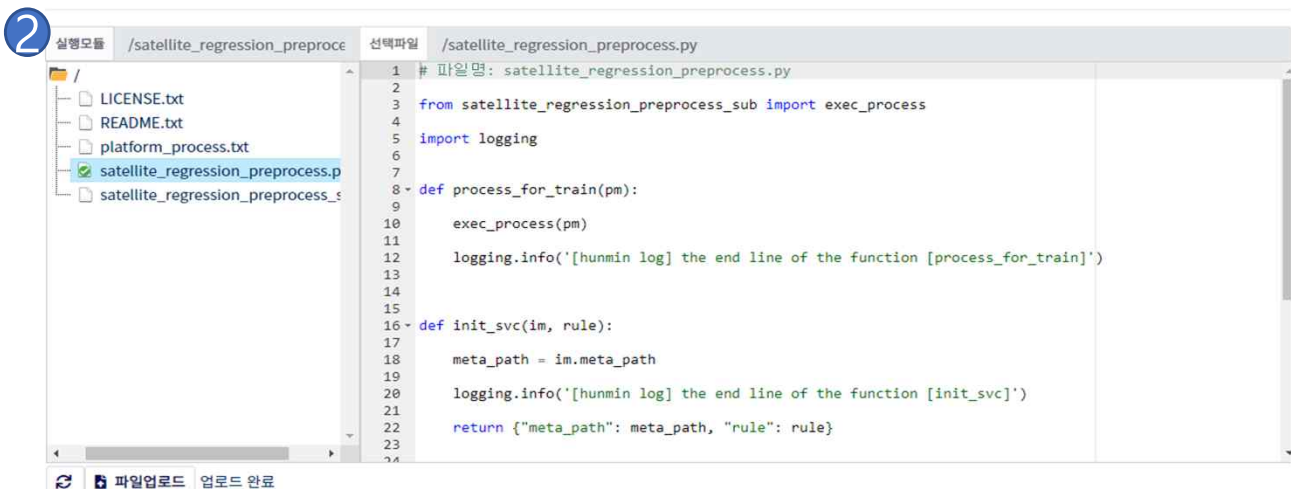 2
실행모듈 /satellite_regression_preproce 선택파일 /satellite_regression_preprocess.py
/
LICENSE.txt
README.txt
platform_process.txt
satellite_regression_preprocess.p
satellite_regression_preprocess_s
1 # 파일명: satellite_regression_preprocess.py
2
3 from satellite_regression_preprocess_sub import exec_process
4
5 import logging
6
7
8 def process_for_train(pm):
9
10 exec_process(pm)
11
12 logging.info('[hunmin log] the end line of the function [process_for_train]')
13
14
15
16 def init_svc(im, rule):
17
18 meta_path = im.meta_path
19
20 logging.info('[hunmin log] the end line of the function [init_svc]')
21
22 return {"meta_path": meta_path, "rule": rule}
23
24
파일업로드 업로드 완료